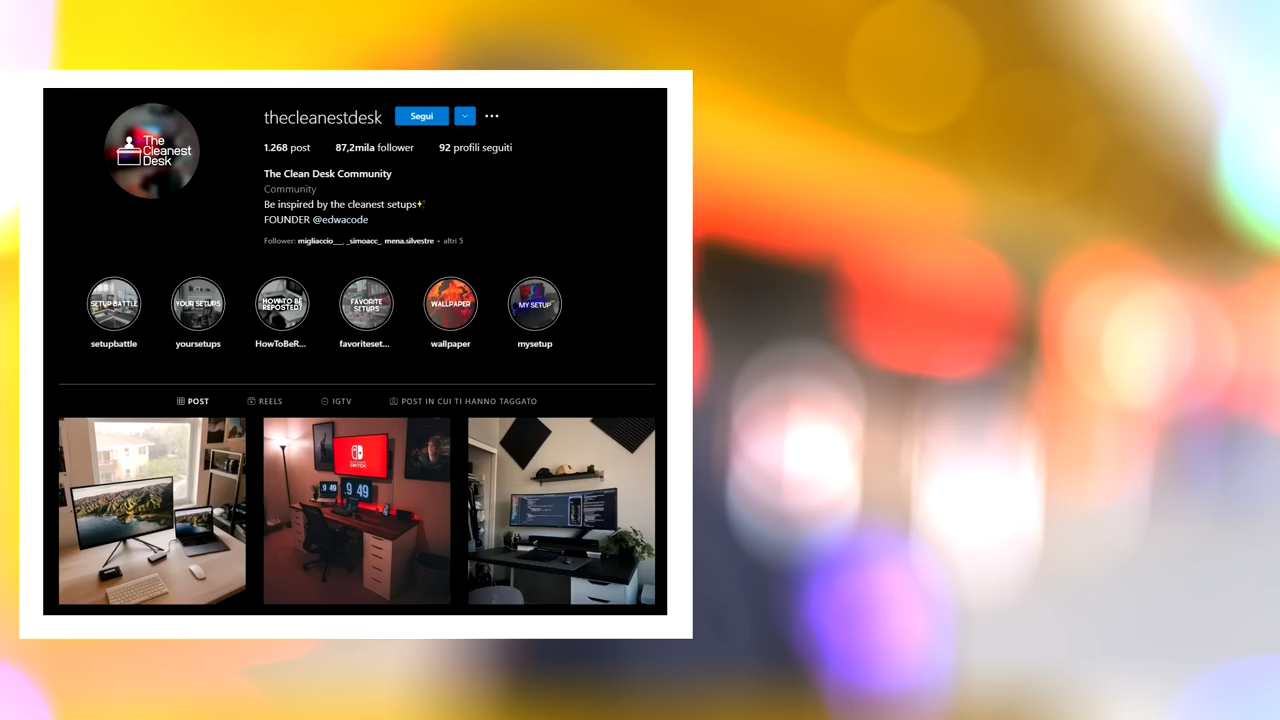 The
Cleanest
Desk
thecleanestdesk Segui
1.268 post 87,2mila follower 92 profili seguiti
The Clean Desk Community
Community
Be inspired by the cleanest setups✨
FOUNDER @edwacode
Follower: migliaccio___, _simoacc_, mena.silvestre • altri 5
SETUP BATTLE
YOUR SETUPS
HOW TO BE
REPOSTED?
FAVORITE
SETUPS
WALLPAPER
MY SETUP
setupbattle yoursetups HowToBeR... favoriteset... wallpaper mysetup
POST REELS IGTV POST IN CUI TI HANNO TAGGATO
SWITCH
9 49
9 49